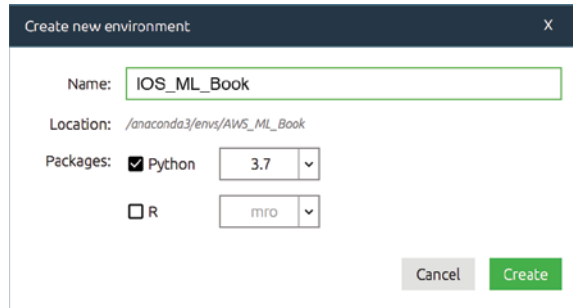 Create new environment X
Name: IOS_ML_Book
Location: /anaconda3/envs/AWS_ML_Book
Packages: Python 3.7
R mro
Cancel Create